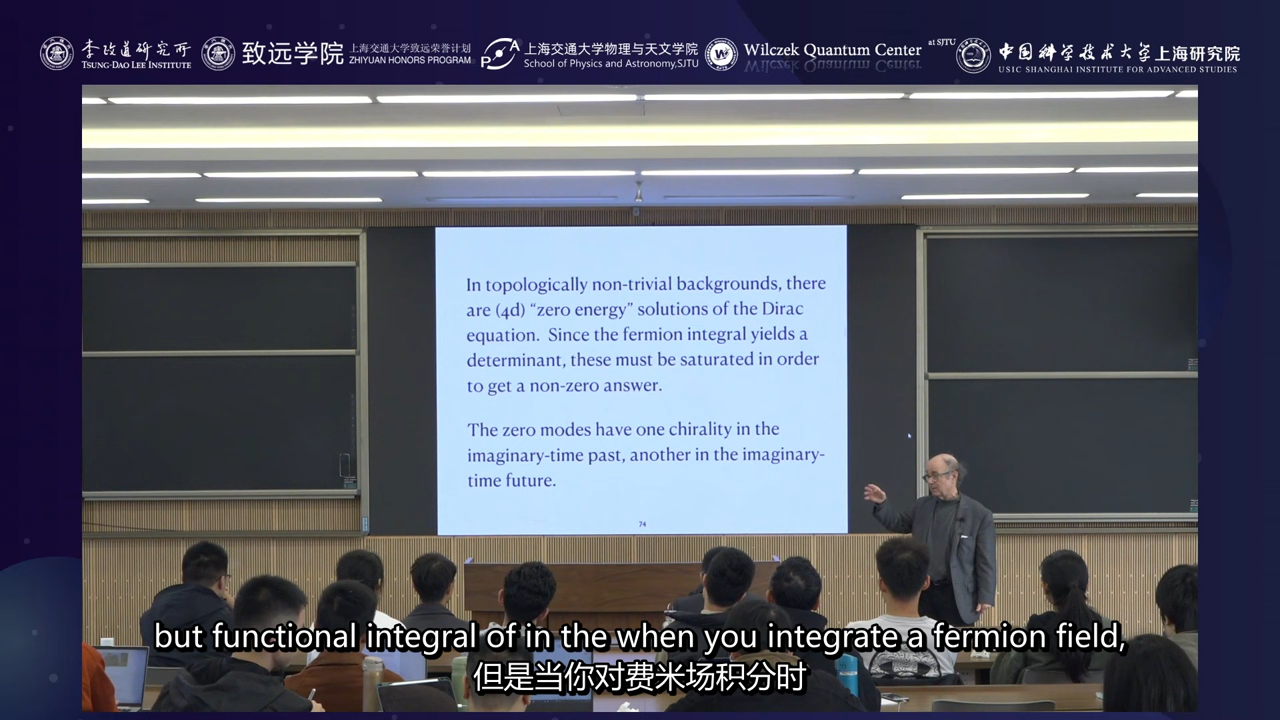 李政道研究所
TSUNG-DAO LEE INSTITUTE
致远学院
上海交通大学致远荣誉计划
ZHIYUAN HONORS PROGRAM
上海交通大学物理与天文学院
School of Physics and Astronomy,SJTU
Wilczek Quantum Center
at SJTU
中国科学技术大学上海研究院
USTC SHANGHAI INSTITUTE FOR ADVANCED STUDIES
In topologically non-trivial backgrounds, there
are (4d) “zero energy” solutions of the Dirac
equation. Since the fermion integral yields a
determinant, these must be saturated in order
to get a non-zero answer.
The zero modes have one chirality in the
imaginary-time past, another in the imaginary-
time future.
74
but functional integral of in the when you integrate a fermion field,
但是当你对费米场积分时